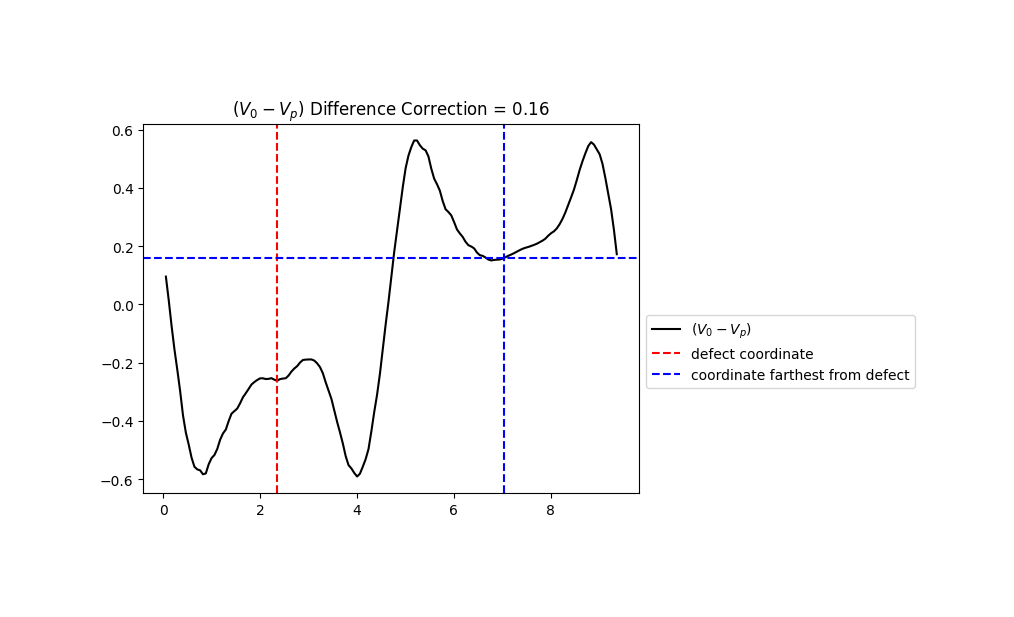 (V₀ − Vₚ) Difference Correction = 0.16
0.6
0.4
0.2
0.0
−0.2
−0.4
−0.6
0 2 4 6 8
(V₀ − Vₚ)
defect coordinate
coordinate farthest from defect